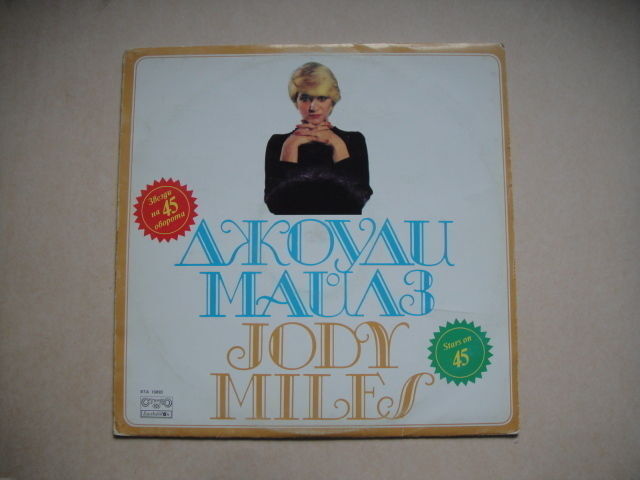 Звезди
на 45
оборота
ДЖОУДИ
МАЙЛЗ
JODY
MILES
Stars on
45